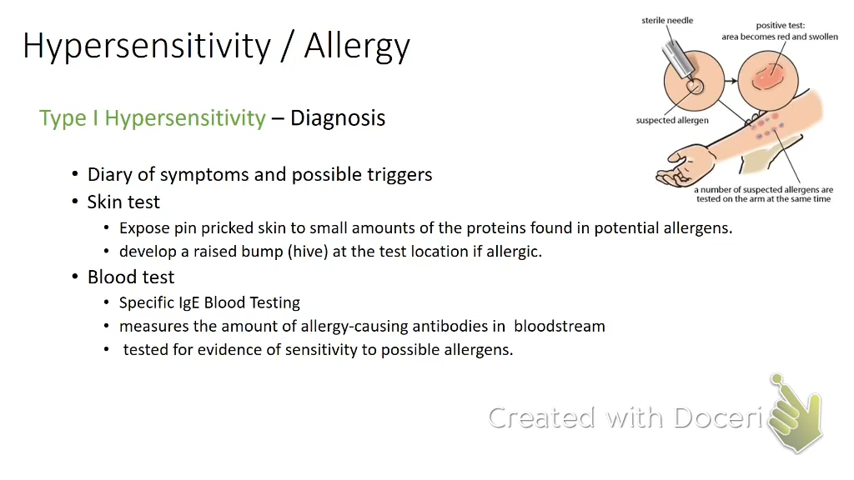 Hypersensitivity / Allergy
sterile needle
positive test:
area becomes red and swollen
suspected allergen
a number of suspected allergens are
tested on the arm at the same time
Type I Hypersensitivity – Diagnosis
• Diary of symptoms and possible triggers
• Skin test
• Expose pin pricked skin to small amounts of the proteins found in potential allergens.
• develop a raised bump (hive) at the test location if allergic.
• Blood test
• Specific IgE Blood Testing
• measures the amount of allergy-causing antibodies in bloodstream
• tested for evidence of sensitivity to possible allergens.
Created with Doceri